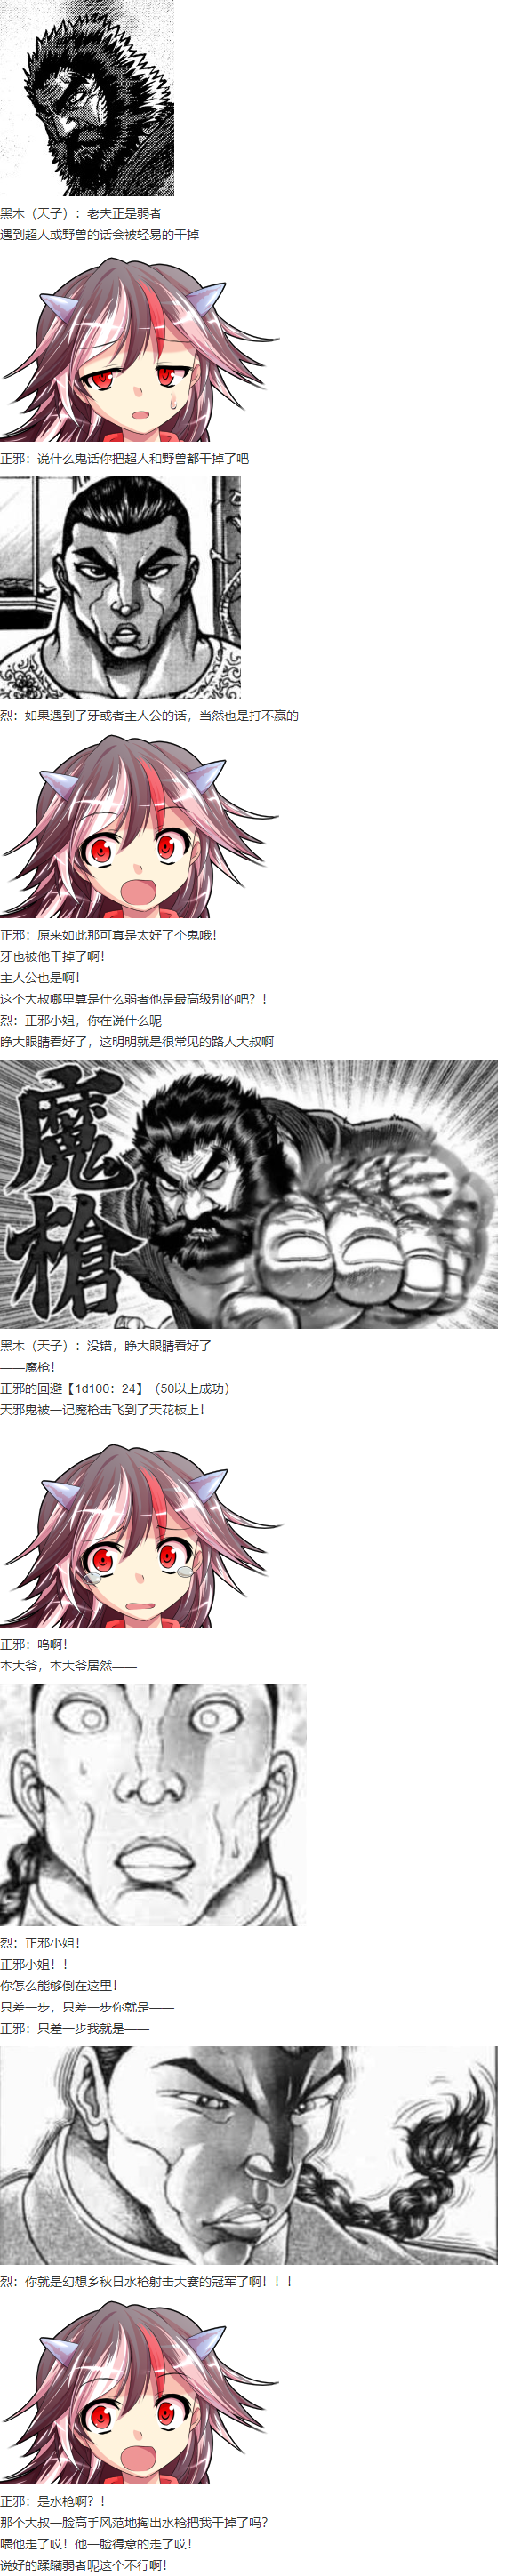 黑木（天子）：老夫正是弱者
遇到超人或野兽的话会被轻易的干掉
正邪：说什么鬼话你把超人和野兽都干掉了吧
烈：如果遇到了牙或者主人公的话，当然也是打不赢的
正邪：原来如此那可真是太好了个鬼哦！
牙也被他干掉了啊！
主人公也是啊！
这个大叔哪里算是什么弱者他是最高级别的吧？！
烈：正邪小姐，你在说什么呢
睁大眼睛看好了，这明明就是很常见的路人大叔啊
魔槍
黑木（天子）：没错，睁大眼睛看好了
——魔枪！
正邪的回避【1d100：24】（50以上成功）
天邪鬼被一记魔枪击飞到了天花板上！
正邪：呜啊！
本大爷，本大爷居然——
烈：正邪小姐！
正邪小姐！！
你怎么能够倒在这里！
只差一步，只差一步你就是——
正邪：只差一步我就是——
烈：你就是幻想乡秋日水枪射击大赛的冠军了啊！！！
正邪：是水枪啊？！
那个大叔一脸高手风范地掏出水枪把我干掉了吗？
喂他走了哎！他一脸得意的走了哎！
说好的蹂躏弱者呢这个不行啊！